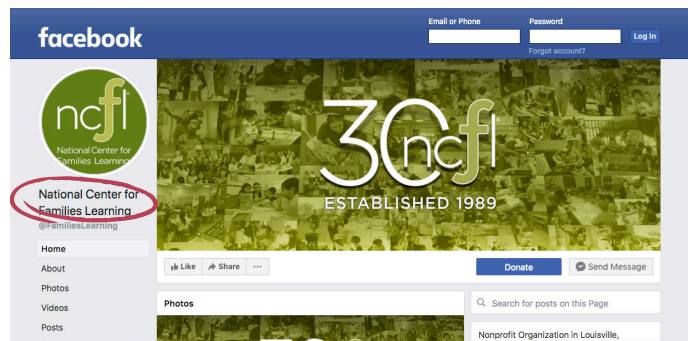 facebook
Email or Phone
Password
Log In
Forgot account?
ncfl
National Center for
Families Learning
National Center for
Families Learning
@FamiliesLearning
30 ncfl
ESTABLISHED 1989
Home
About
Photos
Videos
Posts
Like
Share
Donate
Send Message
Photos
Search for posts on this Page
Nonprofit Organization in Louisville,